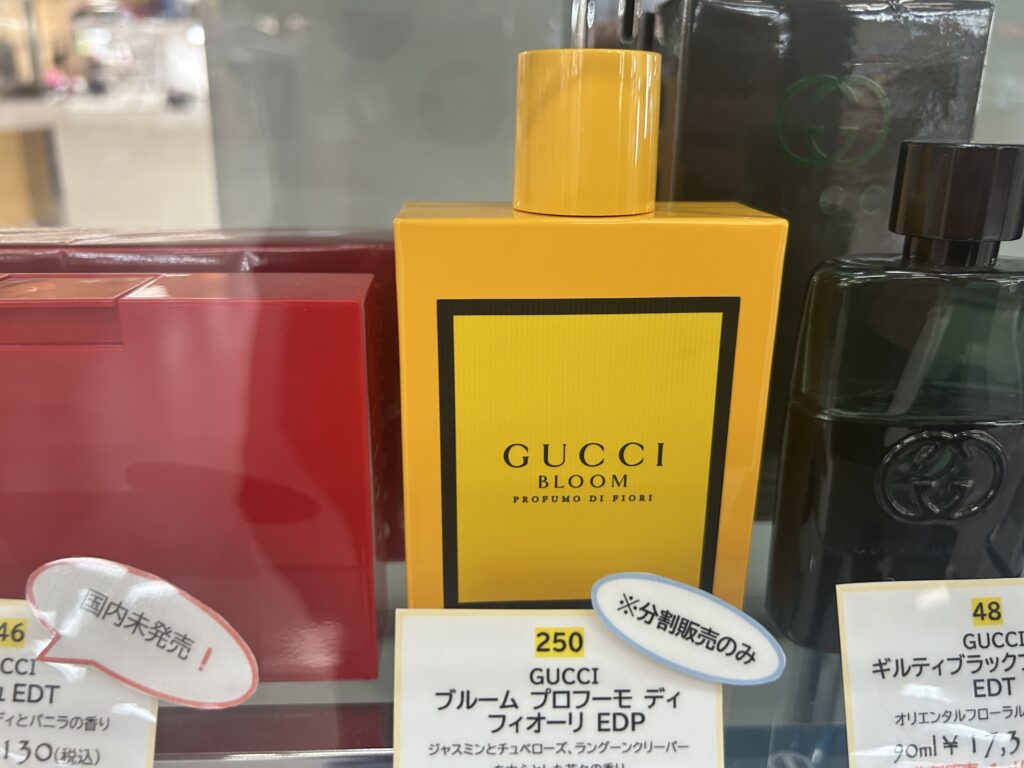 GUCCI
BLOOM
PROFUMO DI FIORI
国内未発売！
46
EDT
とバニラの香り
130(税込)
※分割販売のみ
250
GUCCI
ブルーム プロフーモ ディ
フィオーリ EDP
ジャスミンとチュベローズ、ラングーンクリーパー
48
GUCCI
ギルティブラック
EDT
オリエンタルフローラル
90ml ¥17,3